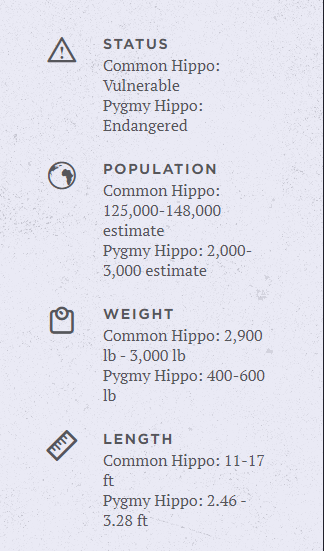 STATUS
Common Hippo:
Vulnerable
Pygmy Hippo:
Endangered
POPULATION
Common Hippo:
125,000-148,000
estimate
Pygmy Hippo: 2,000-
3,000 estimate
WEIGHT
Common Hippo: 2,900
lb - 3,000 lb
Pygmy Hippo: 400-600
lb
LENGTH
Common Hippo: 11-17
ft
Pygmy Hippo: 2.46 -
3.28 ft